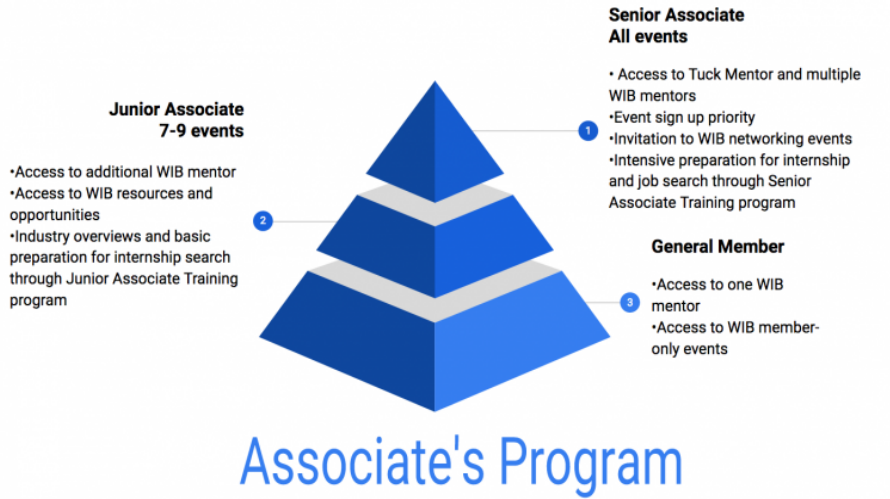 Senior Associate
All events
• Access to Tuck Mentor and multiple
WIB mentors
•Event sign up priority
•Invitation to WIB networking events
•Intensive preparation for internship
and job search through Senior
Associate Training program
1
Junior Associate
7-9 events
•Access to additional WIB mentor
•Access to WIB resources and
opportunities
•Industry overviews and basic
preparation for internship search
through Junior Associate Training
program
2
General Member
•Access to one WIB
mentor
•Access to WIB member-
only events
3
Associate's Program